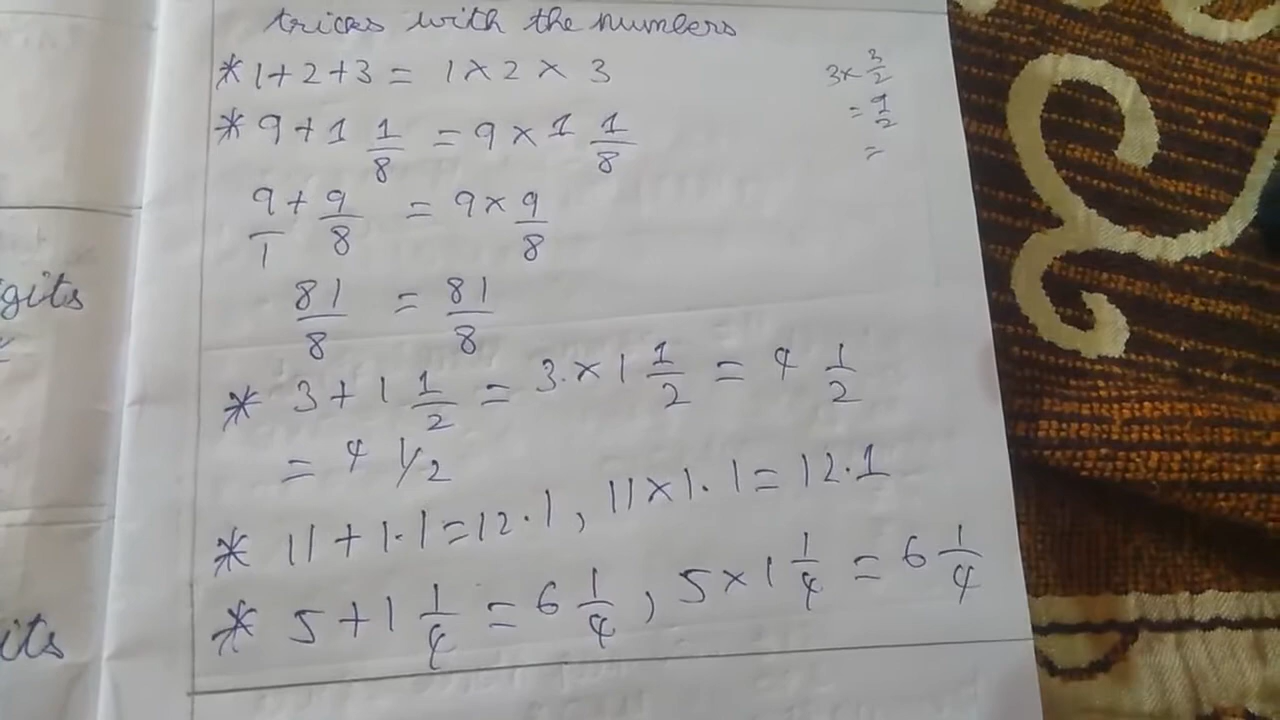 tricks with the numbers
* 1+2+3 = 1 × 2 × 3
* 9 + 1 1/8 = 9 × 1 1/8
9/1 + 9/8 = 9 × 9/8
81/8 = 81/8
* 3 + 1 1/2 = 3 . × 1 1/2 = 4 1/2
= 4 1/2
* 11 + 1.1 = 12.1 , 11 × 1.1 = 12.1
* 5 + 1 1/4 = 6 1/4 , 5 × 1 1/4 = 6 1/4
3 × 3/2
= 9/2
=
gits
its